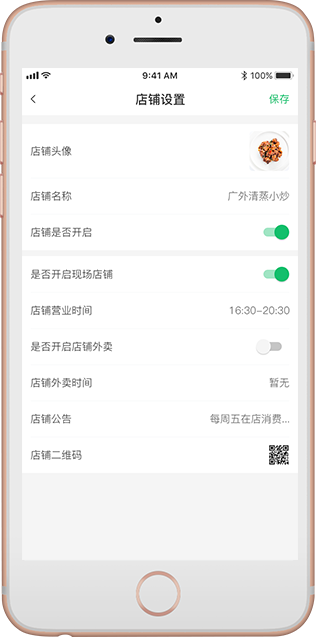 9:41 AM 100%
店铺设置 保存
店铺头像
店铺名称 广外清蒸小炒
店铺是否开启
是否开启现场店铺
店铺营业时间 16:30-20:30
是否开启店铺外卖
店铺外卖时间 暂无
店铺公告 每周五在店消费...
店铺二维码